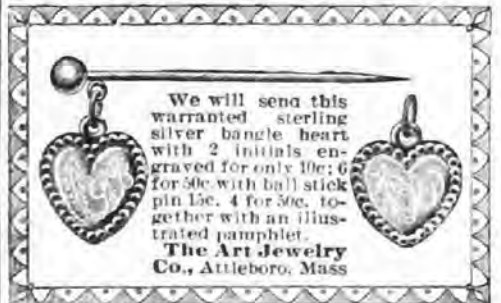 We will send this
warranted sterling
silver bangle heart
with 2 initials en-
graved for only 10c; 6
for 50c. with ball stick
pin 15c. 4 for 50c. to-
gether with an illus-
trated pamphlet.
The Art Jewelry
Co., Attleboro, Mass